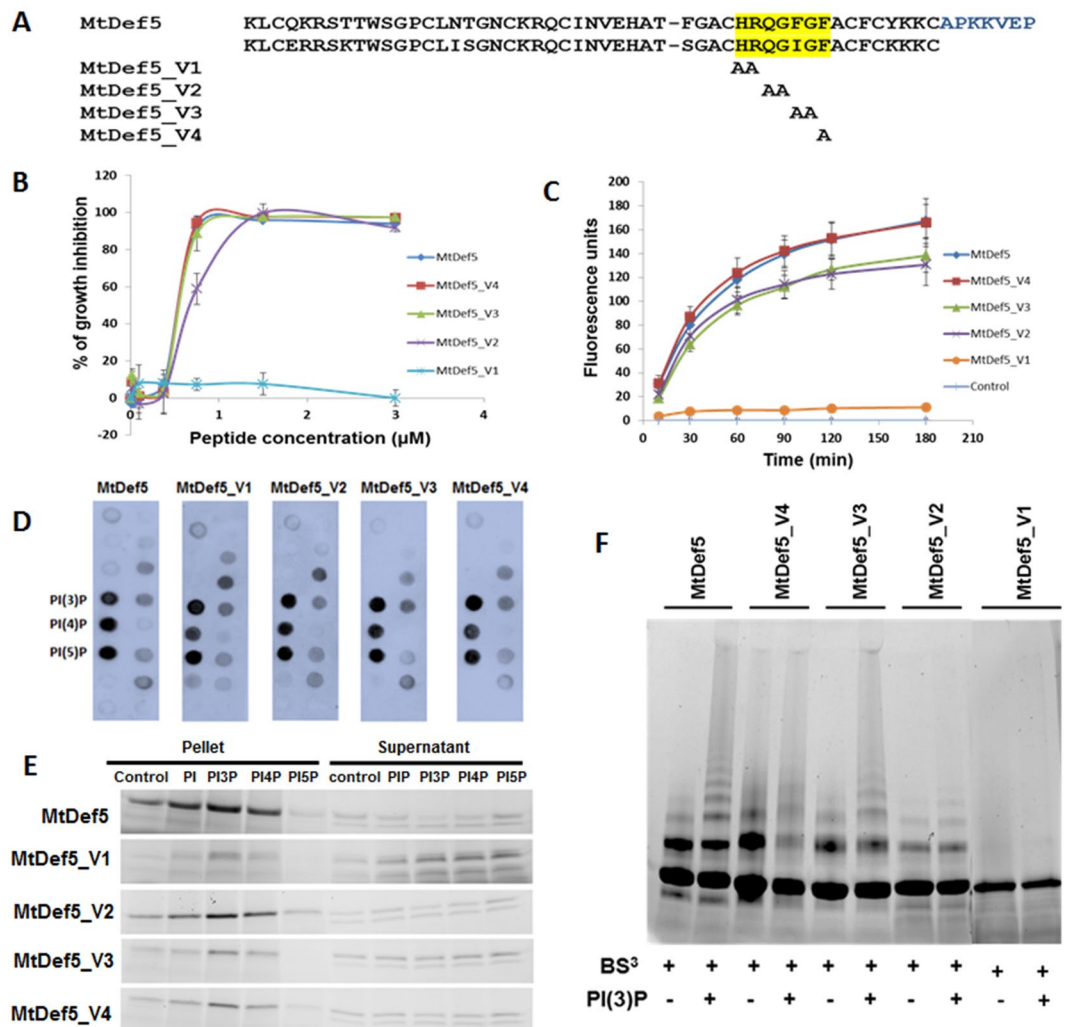 A
MtDef5 KLCQKRSTTWSGPCLNTGNCKRQCINVEHAT-FGACHRQGFGFACFCYKKCAPKKVEP
KLCERRSKTWSGPCLISGNCKRQCINVEHAT-SGACHRQGIGFACFCKKKC
MtDef5_V1 AA
MtDef5_V2 AA
MtDef5_V3 AA
MtDef5_V4 A
B
% of growth inhibition
120
100
80
60
40
20
0
-20
0 1 2 3 4
Peptide concentration (µM)
MtDef5
MtDef5_V4
MtDef5_V3
MtDef5_V2
MtDef5_V1
C
Fluorescence units
200
180
160
140
120
100
80
60
40
20
0
0 30 60 90 120 150 180 210
Time (min)
MtDef5
MtDef5_V4
MtDef5_V3
MtDef5_V2
MtDef5_V1
Control
D
MtDef5 MtDef5_V1 MtDef5_V2 MtDef5_V3 MtDef5_V4
PI(3)P
PI(4)P
PI(5)P
E
Pellet Supernatant
Control PI PI3P PI4P PI5P control PIP PI3P PI4P PI5P
MtDef5
MtDef5_V1
MtDef5_V2
MtDef5_V3
MtDef5_V4
F
MtDef5 MtDef5_V4 MtDef5_V3 MtDef5_V2 MtDef5_V1
BS3 + + + + + + + + + +
PI(3)P - + - + - + - + - +